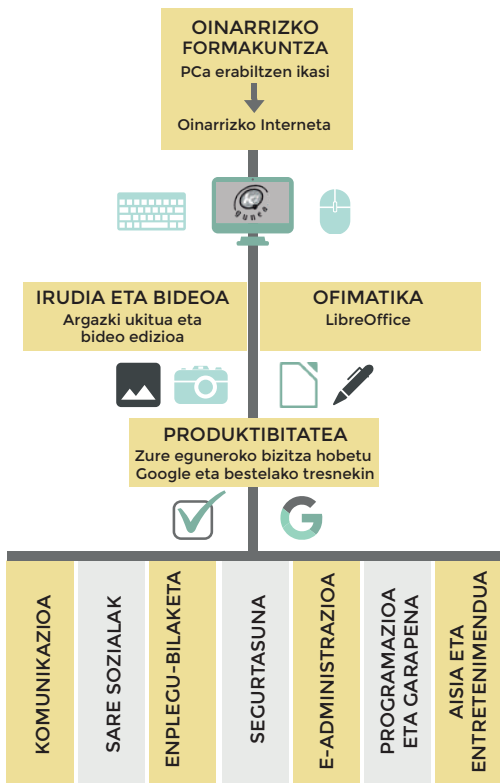 OINARRIZKO
FORMAKUNTZA
PCa erabiltzen ikasi
Oinarrizko Interneta
K
gunea
IRUDIA ETA BIDEOA
Argazki ukitua eta
bideo edizioa
OFIMATIKA
LibreOffice
PRODUKTIBITATEA
Zure eguneroko bizitza hobetu
Google eta bestelako tresnekin
G
KOMUNIKAZIOA
SARE SOZIALAK
ENPLEGU-BILAKETA
SEGURTASUNA
E-ADMINISTRAZIOA
PROGRAMAZIOA
ETA GARAPENA
AISIA ETA
ENTRETENIMENDUA